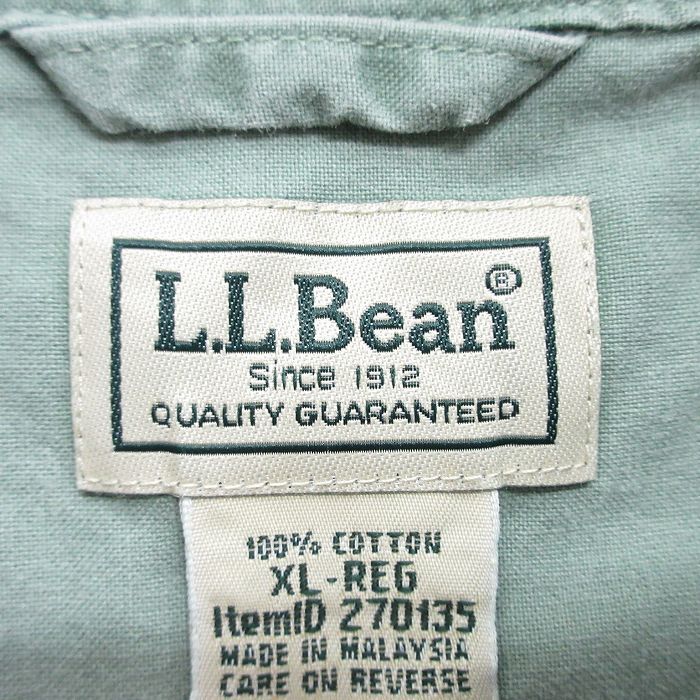 L.L.Bean®
Since 1912
QUALITY GUARANTEED
100% COTTON
XL-REG
ItemID 270135
MADE IN MALAYSIA
CARE ON REVERSE